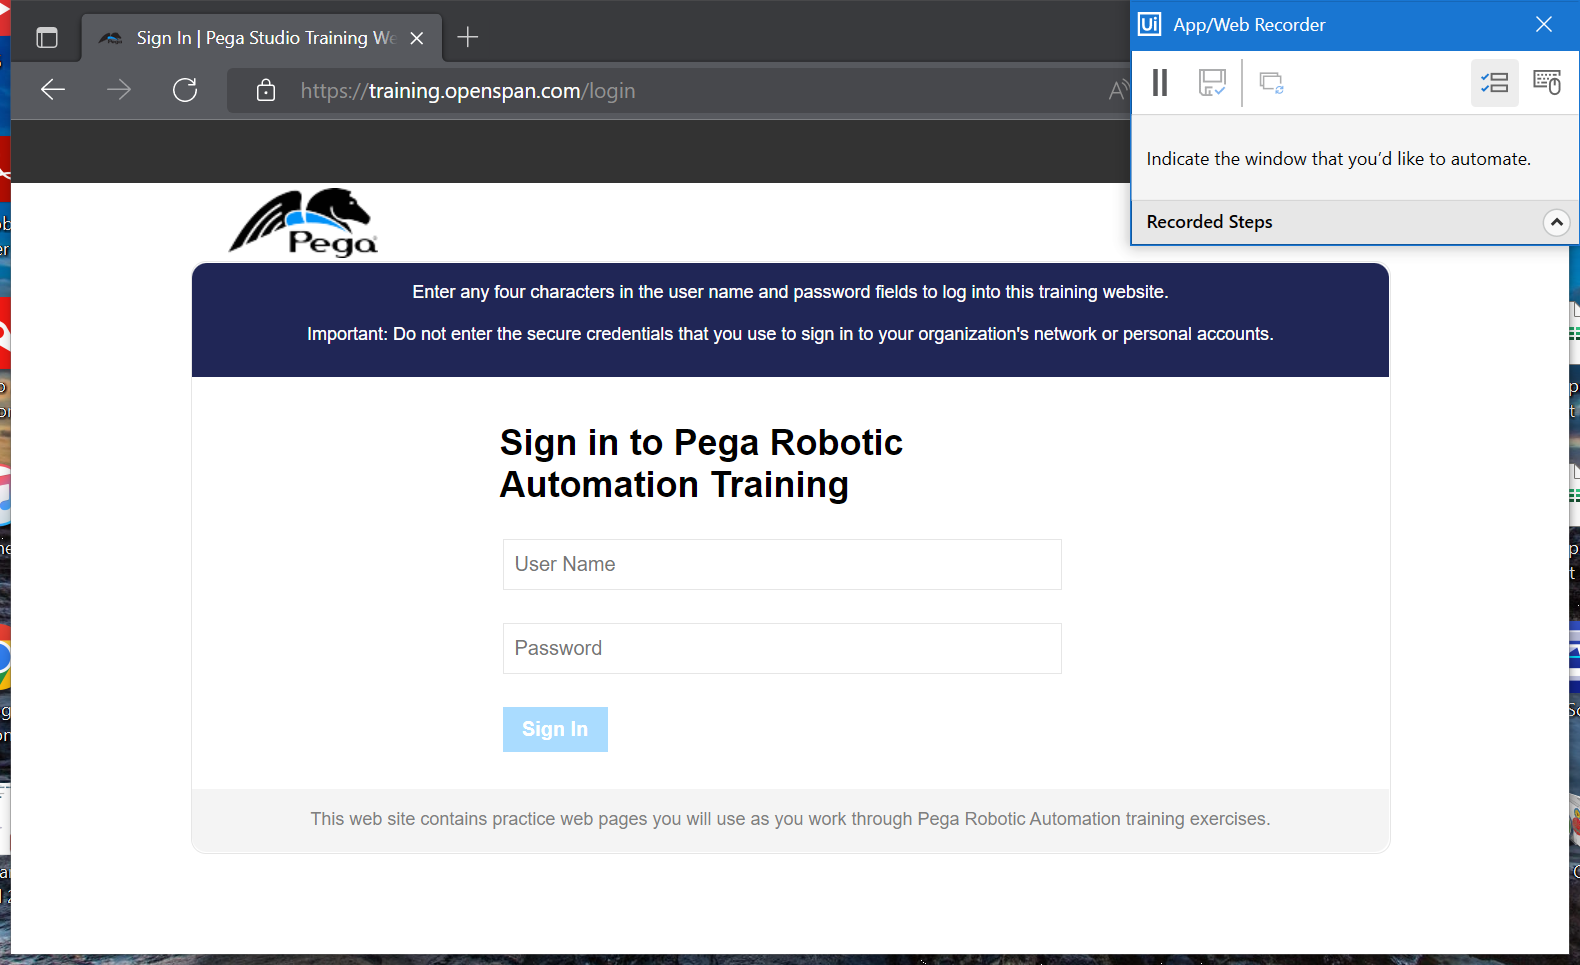 Sign In | Pega Studio Training We
Ui App/Web Recorder
https://training.openspan.com/login
Indicate the window that you'd like to automate.
Recorded Steps
Pega
Enter any four characters in the user name and password fields to log into this training website.
Important: Do not enter the secure credentials that you use to sign in to your organization's network or personal accounts.
Sign in to Pega Robotic
Automation Training
User Name
Password
Sign In
This web site contains practice web pages you will use as you work through Pega Robotic Automation training exercises.